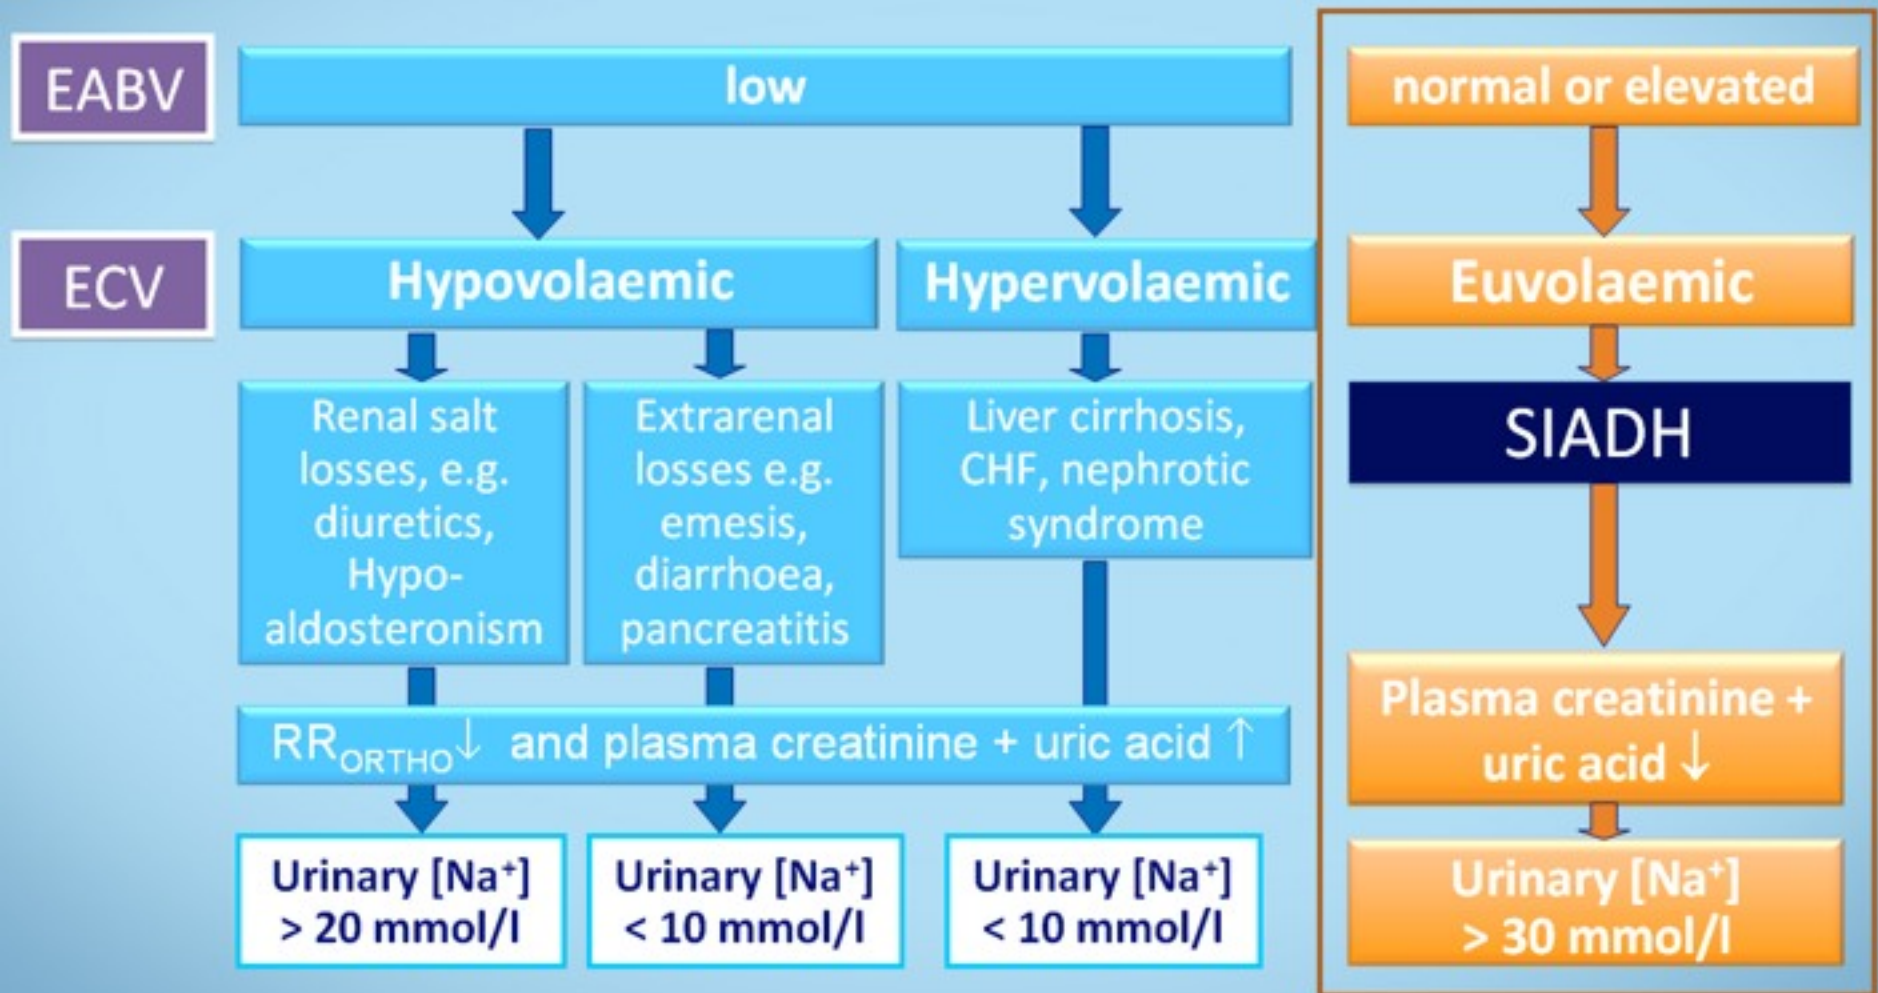 EABV
low
normal or elevated
ECV
Hypovolaemic
Hypervolaemic
Euvolaemic
Renal salt
losses, e.g.
diuretics,
Hypo-
aldosteronism
Extrarenal
losses e.g.
emesis,
diarrhoea,
pancreatitis
Liver cirrhosis,
CHF, nephrotic
syndrome
SIADH
RRORTHO↓ and plasma creatinine + uric acid ↑
Plasma creatinine +
uric acid ↓
Urinary [Na⁺]
> 20 mmol/l
Urinary [Na⁺]
< 10 mmol/l
Urinary [Na⁺]
< 10 mmol/l
Urinary [Na⁺]
> 30 mmol/l